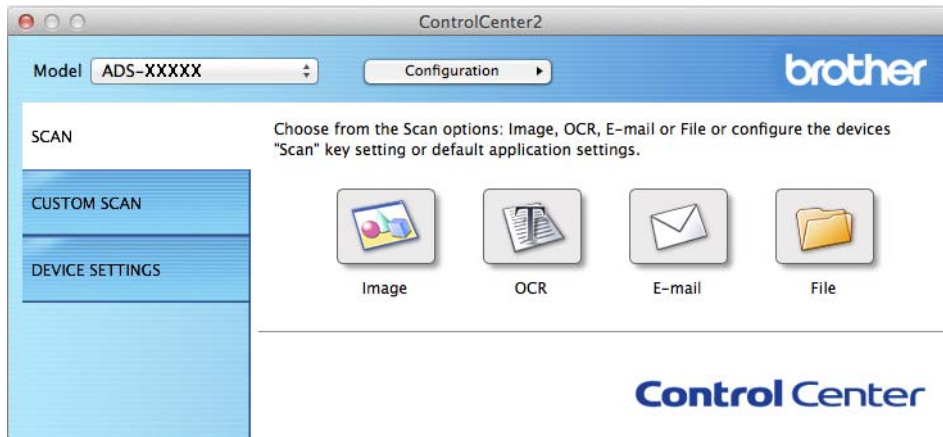 ControlCenter2
Model ADS-XXXXX Configuration brother
SCAN
Choose from the Scan options: Image, OCR, E-mail or File or configure the devices
"Scan" key setting or default application settings.
CUSTOM SCAN
DEVICE SETTINGS
Image OCR E-mail File
Control Center